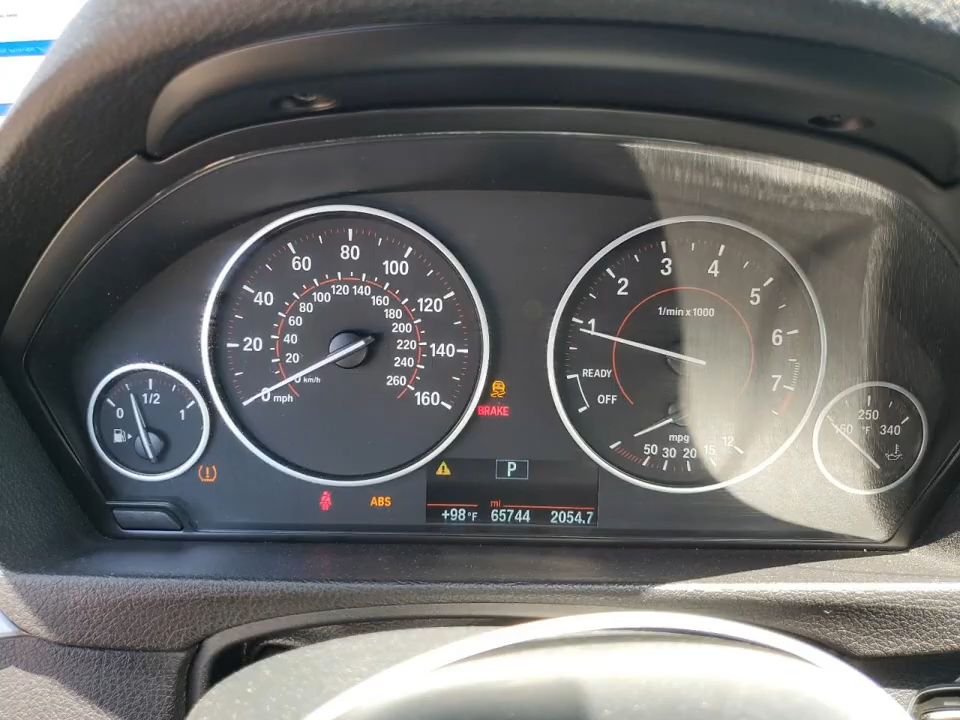 0 1/2 1
0 20 40 60 80 100 120 140 160
mph
0 20 40 60 80 100 120 140 160 180 200 220 240 260
km/h
BRAKE
ABS
P
mi
+98°F 65744 2054.7
1 2 3 4 5 6 7
1/min x 1000
READY
OFF
mpg
50 30 20 15 12
150 250 340
°F